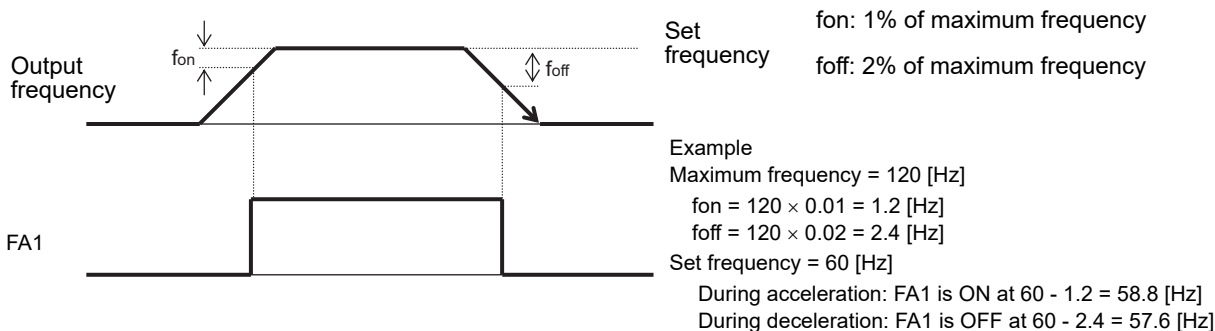 Output
frequency
fon
foff
Set
frequency
fon: 1% of maximum frequency
foff: 2% of maximum frequency
FA1
Example
Maximum frequency = 120 [Hz]
fon = 120 × 0.01 = 1.2 [Hz]
foff = 120 × 0.02 = 2.4 [Hz]
Set frequency = 60 [Hz]
During acceleration: FA1 is ON at 60 - 1.2 = 58.8 [Hz]
During deceleration: FA1 is OFF at 60 - 2.4 = 57.6 [Hz]